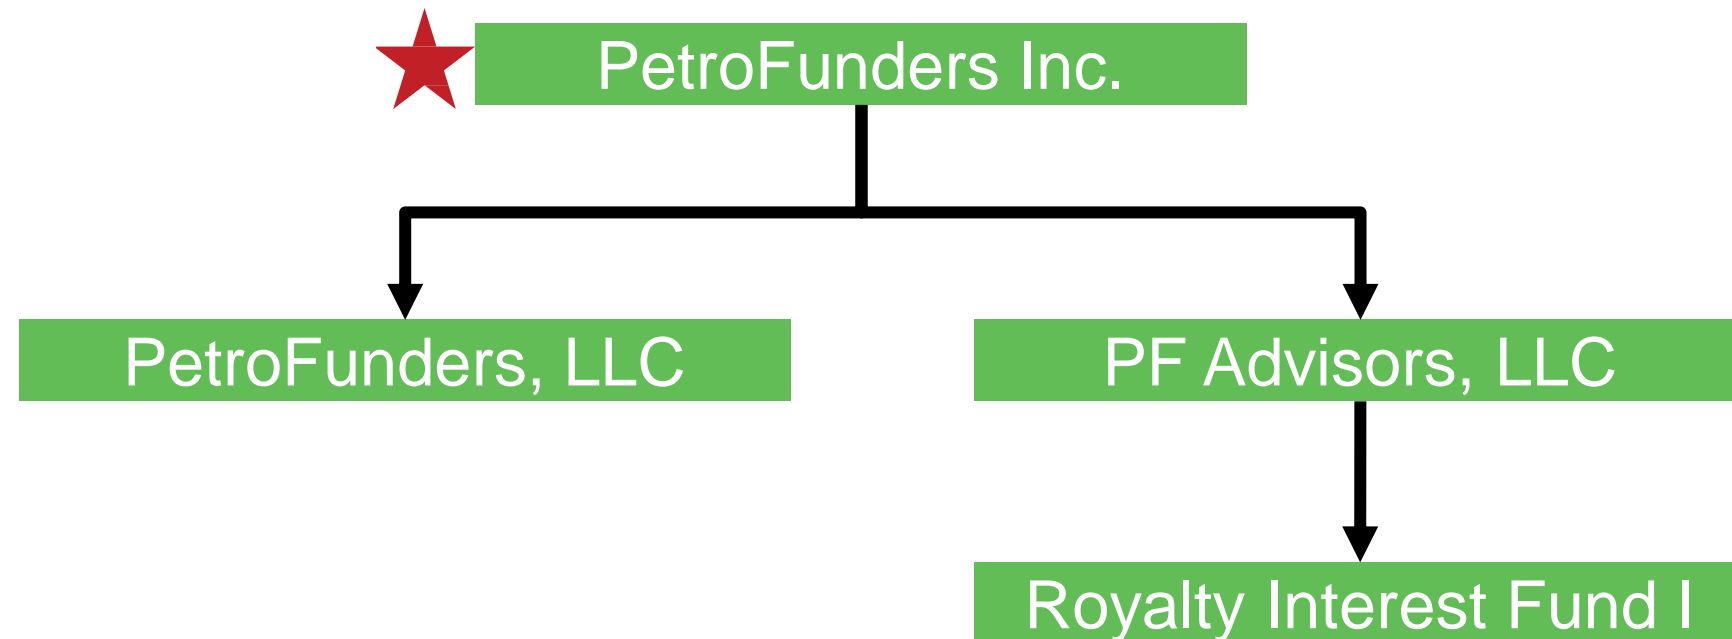 PetroFunders Inc.
PetroFunders, LLC
PF Advisors, LLC
Royalty Interest Fund I